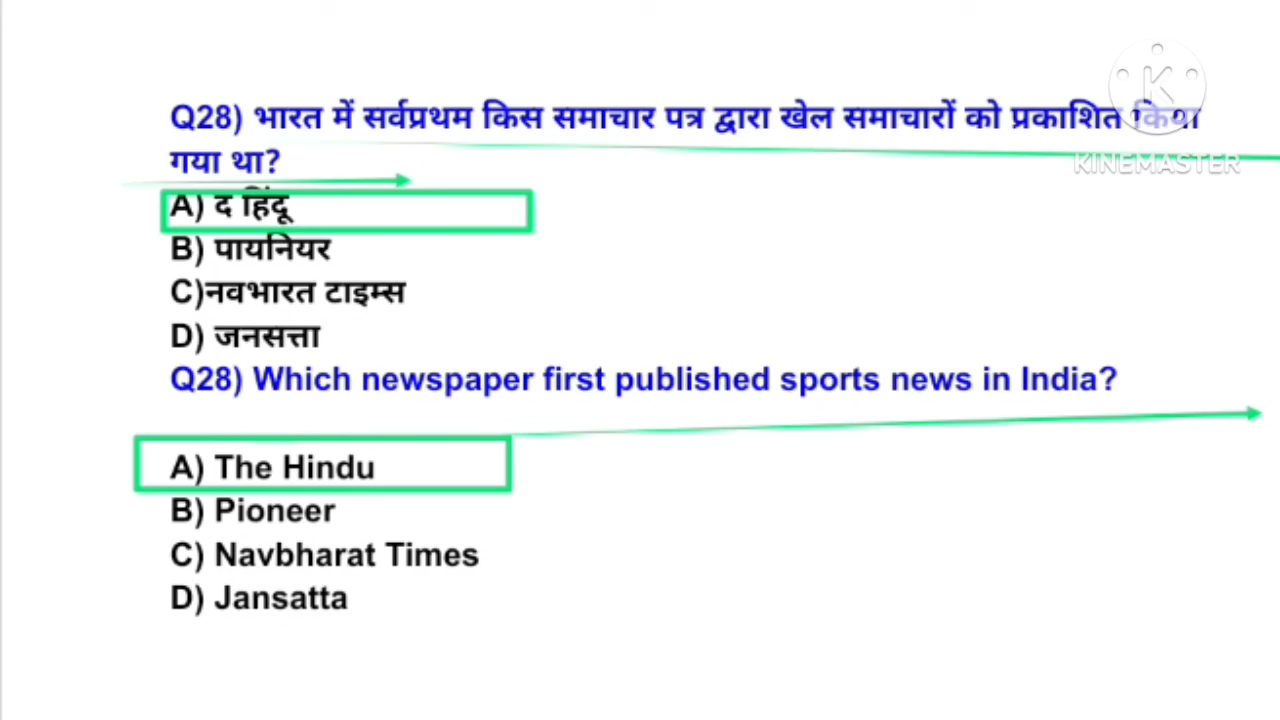 Q28) भारत में सर्वप्रथम किस समाचार पत्र द्वारा खेल समाचारों को प्रकाशित किया
गया था?
KINEMASTER
A) द हिंदू
B) पायनियर
C)नवभारत टाइम्स
D) जनसत्ता
Q28) Which newspaper first published sports news in India?
A) The Hindu
B) Pioneer
C) Navbharat Times
D) Jansatta